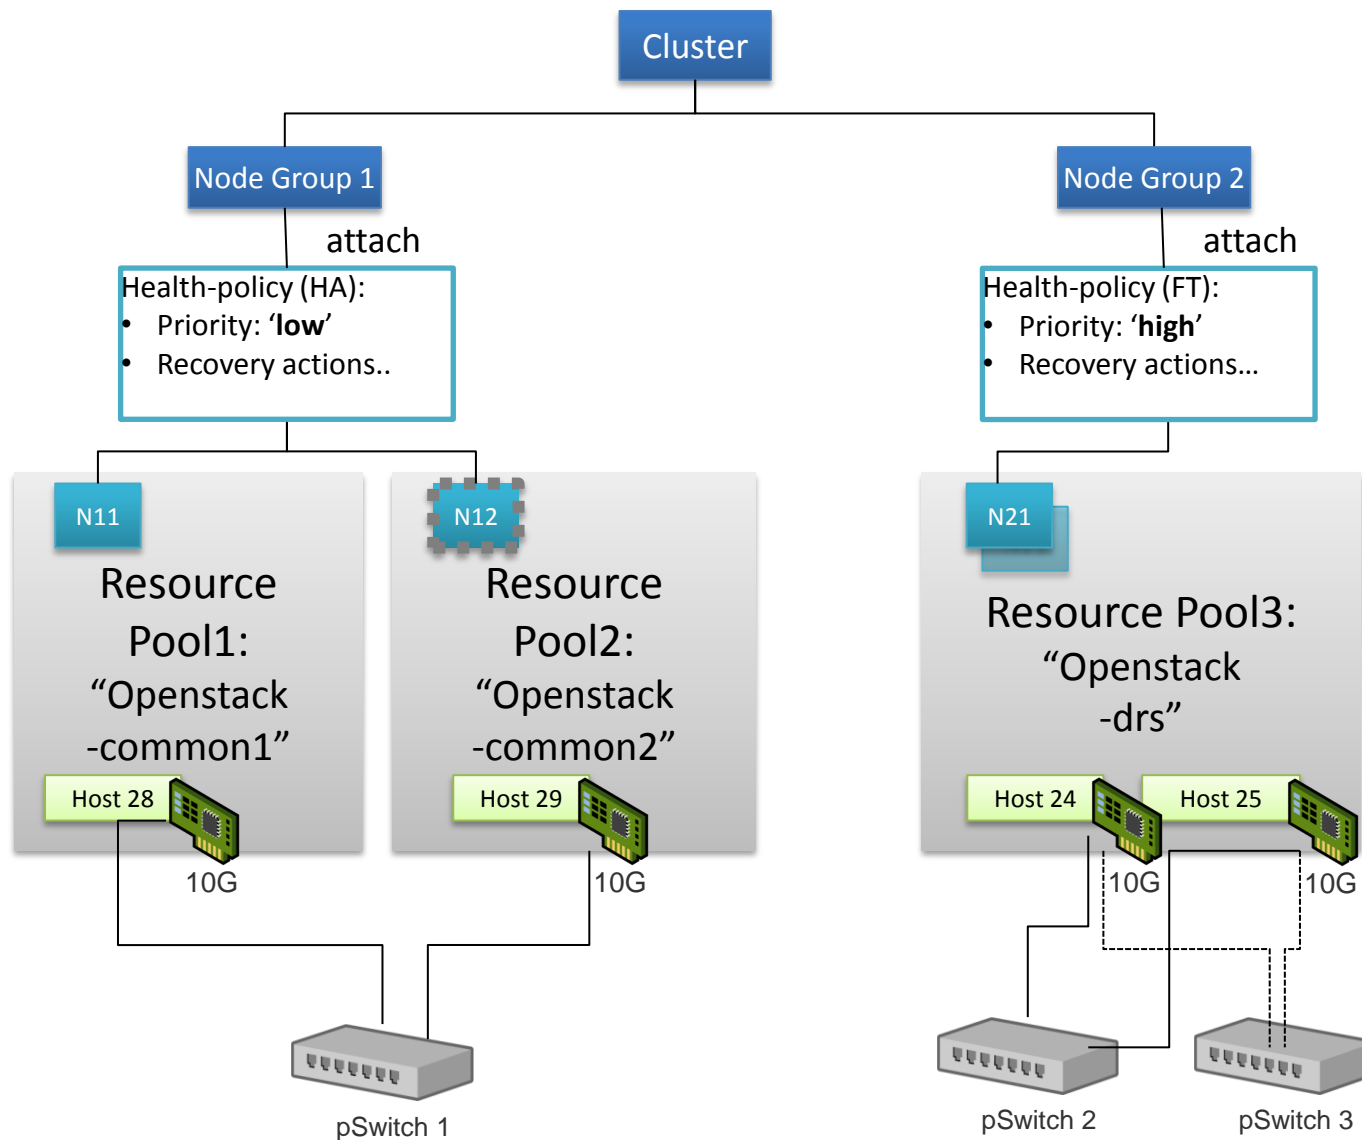 Cluster
Node Group 1
Node Group 2
attach
attach
Health-policy (HA):
• Priority: ‘low’
• Recovery actions..
Health-policy (FT):
• Priority: ‘high’
• Recovery actions...
N11
N12
N21
Resource
Pool1:
“Openstack
-common1”
Resource
Pool2:
“Openstack
-common2”
Resource Pool3:
“Openstack
-drs”
Host 28
Host 29
Host 24
Host 25
10G
10G
10G
10G
pSwitch 1
pSwitch 2
pSwitch 3